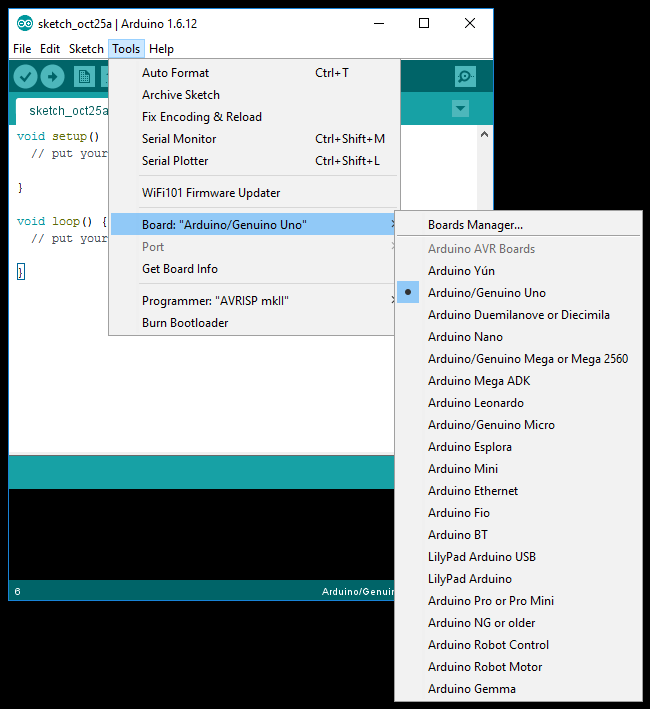 sketch_oct25a | Arduino 1.6.12
File Edit Sketch Tools Help
sketch_oct25a
void setup()
// put your
}
void loop() {
// put your
}
Auto Format Ctrl+T
Archive Sketch
Fix Encoding & Reload
Serial Monitor Ctrl+Shift+M
Serial Plotter Ctrl+Shift+L
WiFi101 Firmware Updater
Board: "Arduino/Genuino Uno"
Port
Get Board Info
Programmer: "AVRISP mkII"
Burn Bootloader
Boards Manager...
Arduino AVR Boards
Arduino Yún
Arduino/Genuino Uno
Arduino Duemilanove or Diecimila
Arduino Nano
Arduino/Genuino Mega or Mega 2560
Arduino Mega ADK
Arduino Leonardo
Arduino/Genuino Micro
Arduino Esplora
Arduino Mini
Arduino Ethernet
Arduino Fio
Arduino BT
LilyPad Arduino USB
LilyPad Arduino
Arduino Pro or Pro Mini
Arduino NG or older
Arduino Robot Control
Arduino Robot Motor
Arduino Gemma
6 Arduino/Genuino